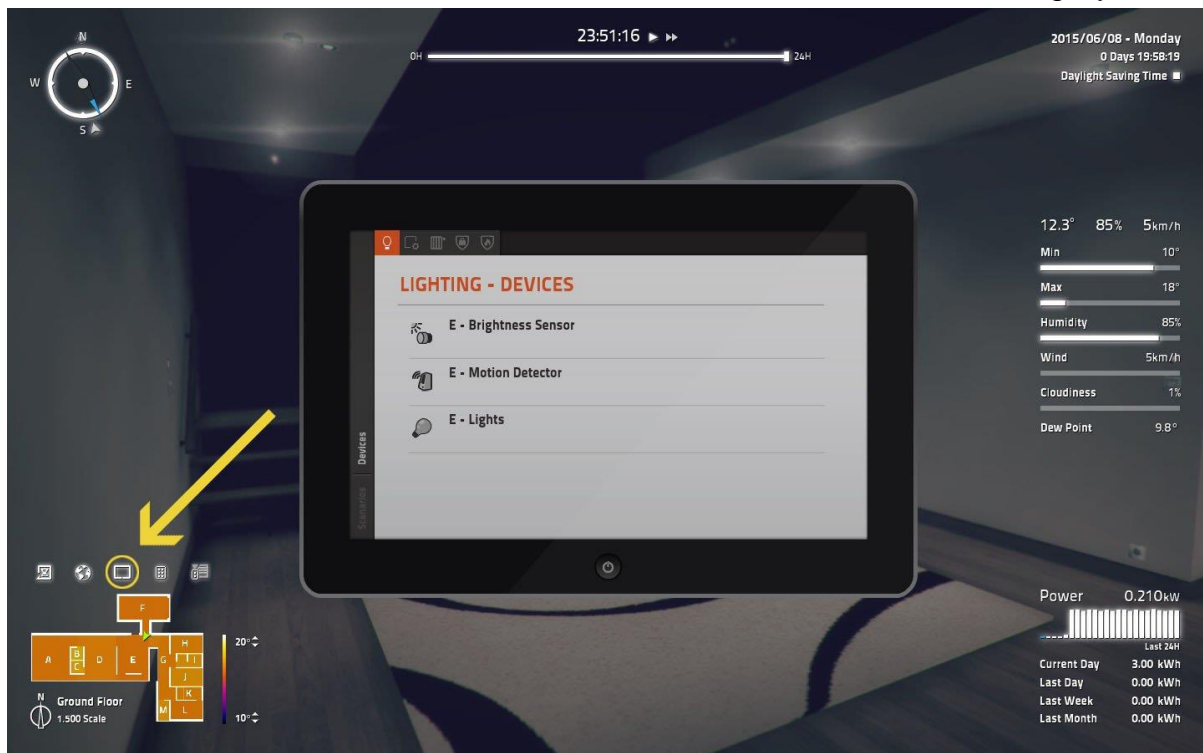 N
W
E
S
23:51:16
0H
24H
2015/06/08 - Monday
0 Days 19:58:19
Daylight Saving Time
LIGHTING - DEVICES
E - Brightness Sensor
E - Motion Detector
E - Lights
Devices
Scenarios
12.3° 85% 5km/h
Min 10°
Max 18°
Humidity 85%
Wind 5km/h
Cloudiness 1%
Dew Point 9.8°
F
A B C D E G H I J K L M
20°
10°
N
Ground Floor
1.500 Scale
Power 0.210kW
Last 24H
Current Day 3.00 kWh
Last Day 0.00 kWh
Last Week 0.00 kWh
Last Month 0.00 kWh